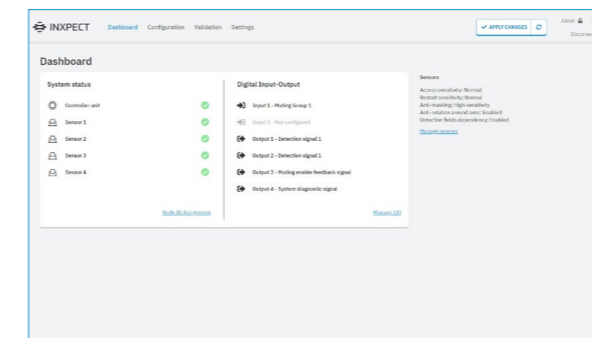 INXPECT
Dashboard Configuration Validation Settings
APPLY CHANGES
Admin
Dashboard
System status
Controller unit
Sensor 1
Sensor 2
Sensor 3
Sensor 4
Node ID Assignment
Digital Input-Output
Input 1 - Muting Group 1
Input 2 - Not configured
Output 1 - Detection signal 1
Output 2 - Detection signal 1
Output 3 - Muting enable feedback signal
Output 4 - System diagnostic signal
Manage I/O
Sensors
Access sensitivity: Normal
Restart sensitivity: Normal
Anti-masking: High sensitivity
Anti-rotation around axes: Enabled
Detection fields dependency: Enabled
Manage sensors